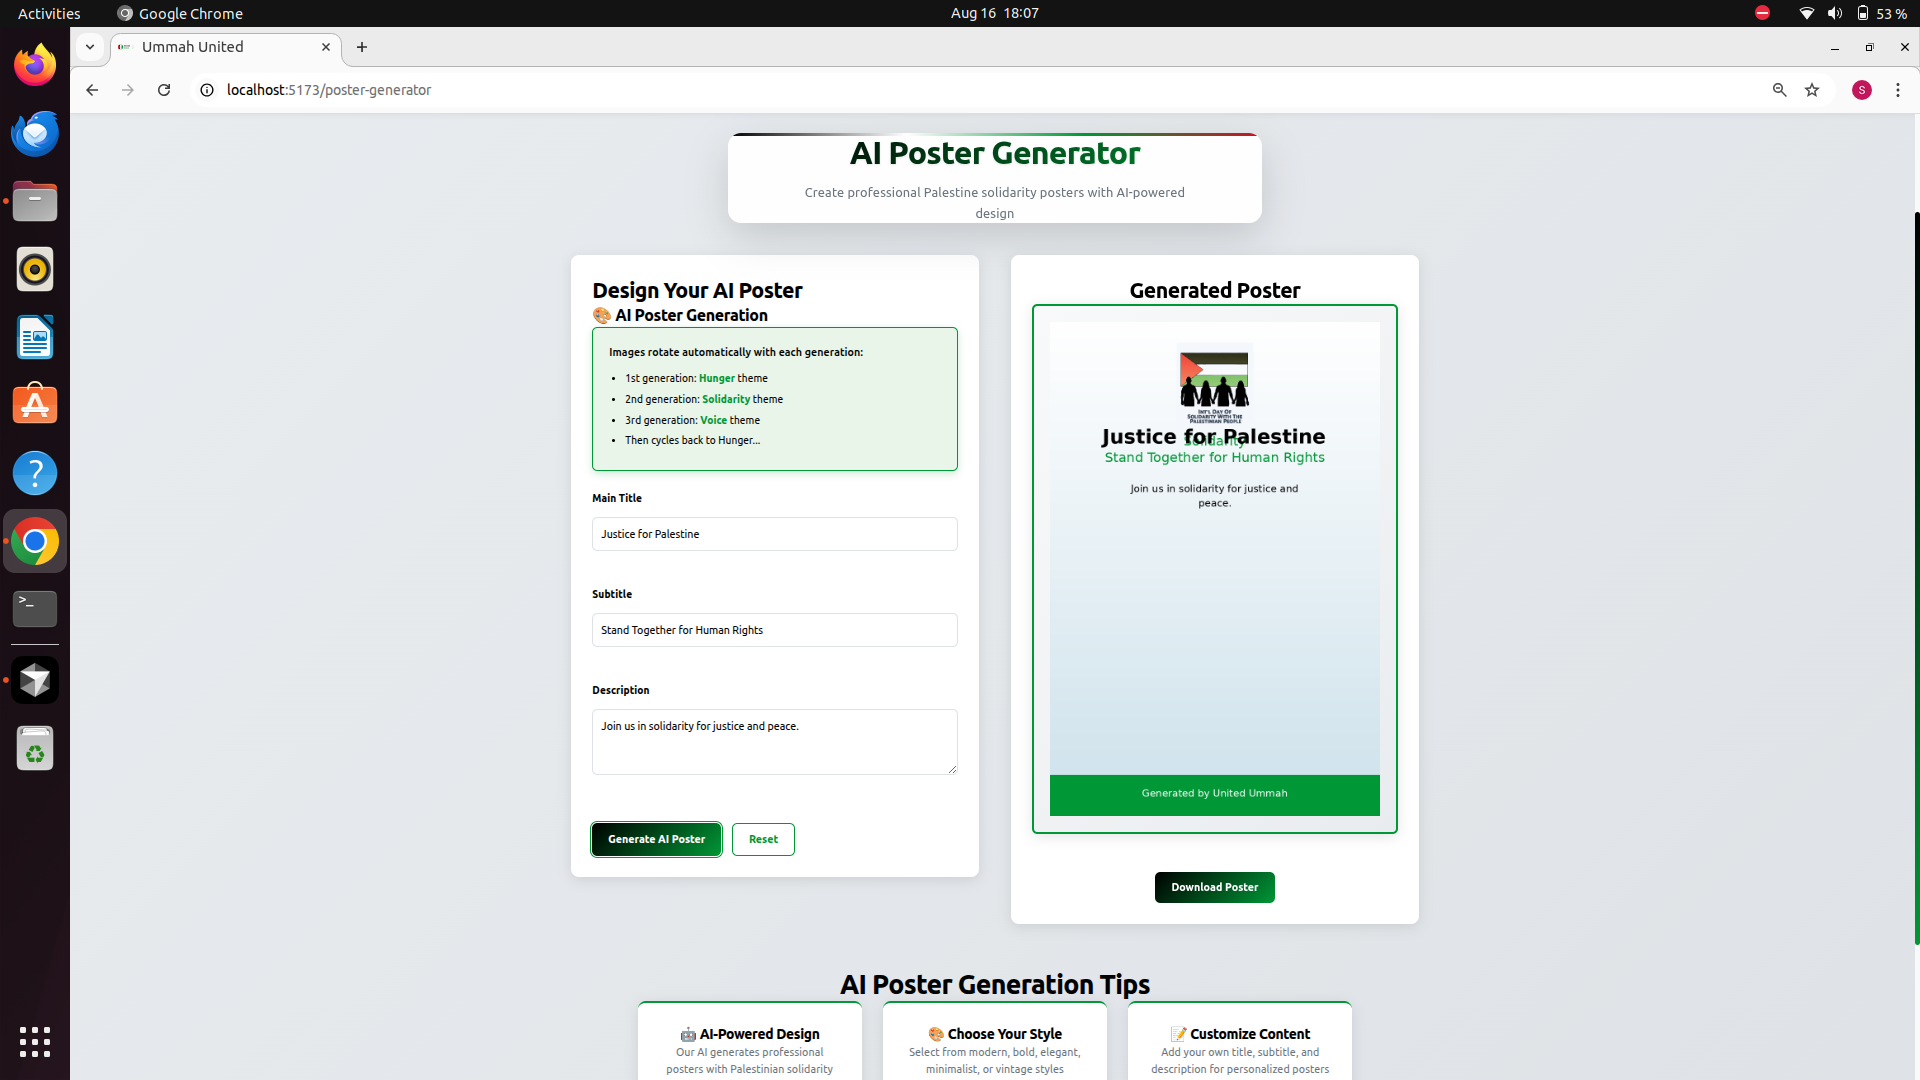 Activities
Google Chrome
Aug 16 18:07
53 %
Ummah United
localhost:5173/poster-generator
S
AI Poster Generator
Create professional Palestine solidarity posters with AI-powered
design
Design Your AI Poster
🎨 AI Poster Generation
Images rotate automatically with each generation:
• 1st generation: Hunger theme
• 2nd generation: Solidarity theme
• 3rd generation: Voice theme
• Then cycles back to Hunger...
Main Title
Justice for Palestine
Subtitle
Stand Together for Human Rights
Description
Join us in solidarity for justice and peace.
Generate AI Poster
Reset
Generated Poster
INT'L DAY OF
SOLIDARITY WITH THE
PALESTINIAN PEOPLE
Justice for Palestine
Solidarity
Stand Together for Human Rights
Join us in solidarity for justice and
peace.
Generated by United Ummah
Download Poster
AI Poster Generation Tips
🤖 AI-Powered Design
Our AI generates professional
posters with Palestinian solidarity
🎨 Choose Your Style
Select from modern, bold, elegant,
minimalist, or vintage styles
📝 Customize Content
Add your own title, subtitle, and
description for personalized posters